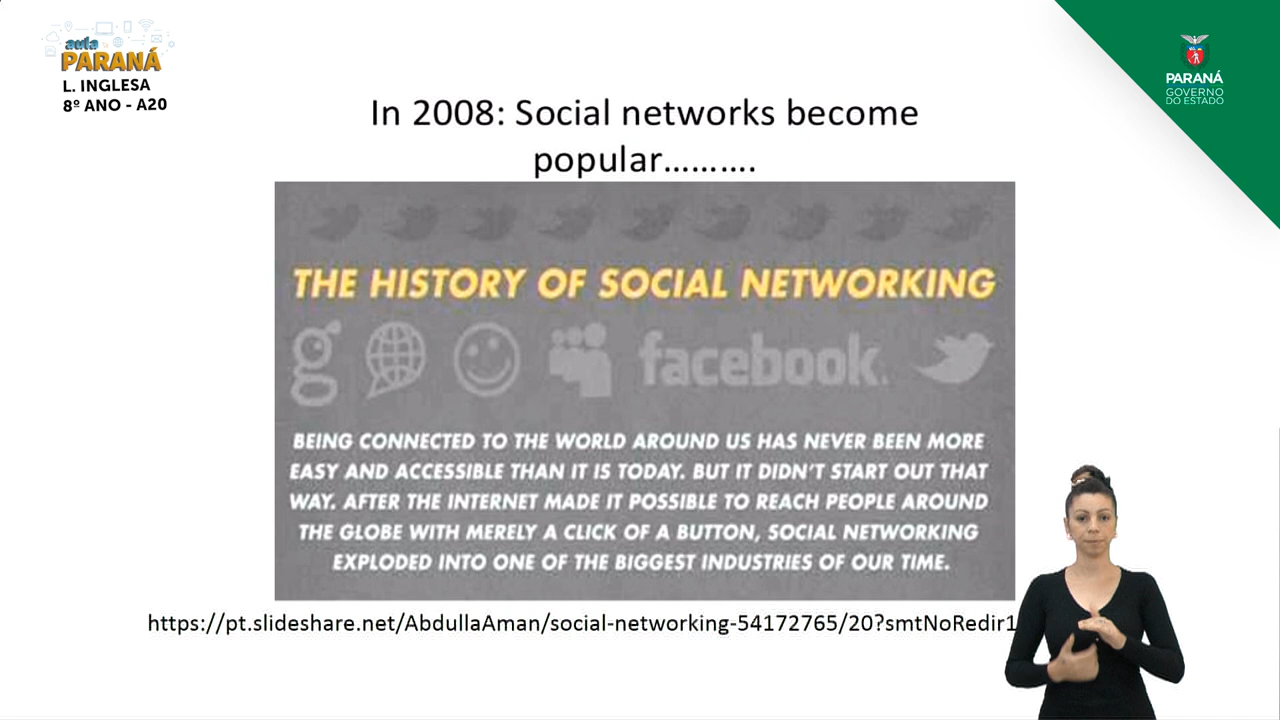 aula
PARANÁ
L. INGLESA
8º ANO - A20
PARANÁ
GOVERNO
DO ESTADO
In 2008: Social networks become
popular..........
THE HISTORY OF SOCIAL NETWORKING
g
facebook.
BEING CONNECTED TO THE WORLD AROUND US HAS NEVER BEEN MORE
EASY AND ACCESSIBLE THAN IT IS TODAY. BUT IT DIDN'T START OUT THAT
WAY. AFTER THE INTERNET MADE IT POSSIBLE TO REACH PEOPLE AROUND
THE GLOBE WITH MERELY A CLICK OF A BUTTON, SOCIAL NETWORKING
EXPLODED INTO ONE OF THE BIGGEST INDUSTRIES OF OUR TIME.
https://pt.slideshare.net/AbdullaAman/social-networking-54172765/20?smtNoRedir1